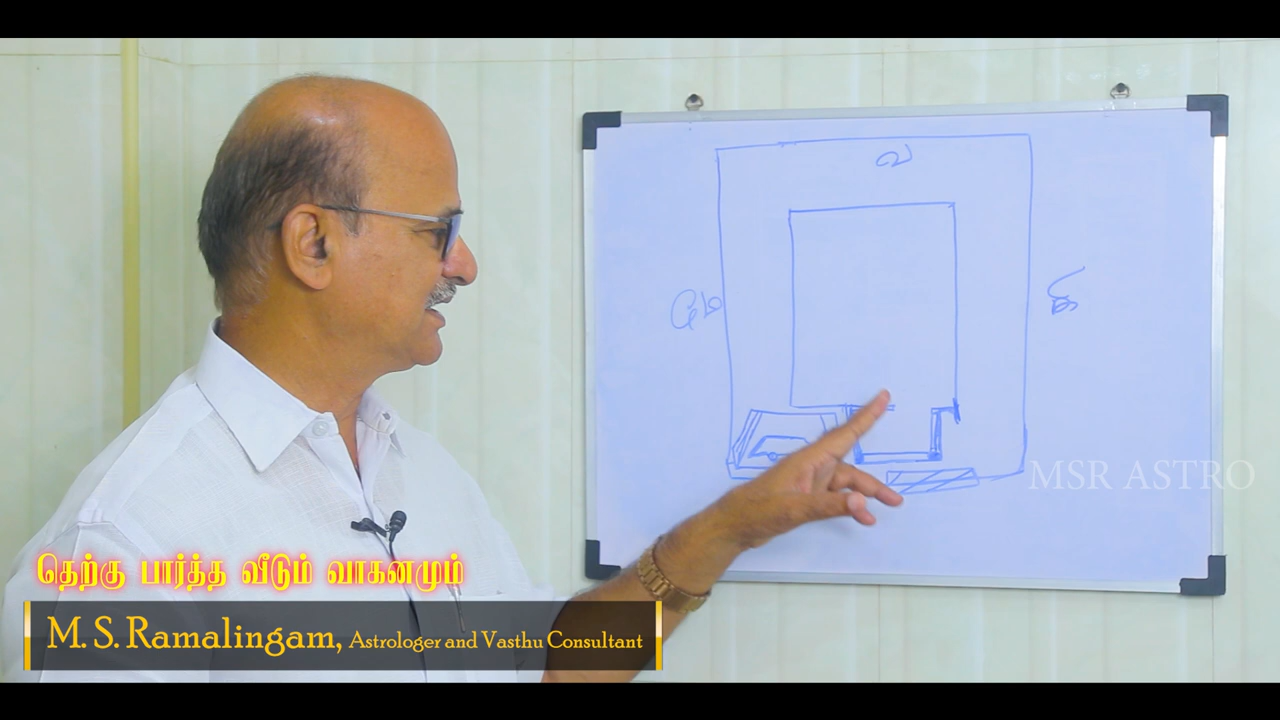 வ
மே
கி
MSR ASTRO
தெற்கு பார்த்த வீடும் வாகனமும்
M. S. Ramalingam, Astrologer and Vasthu Consultant